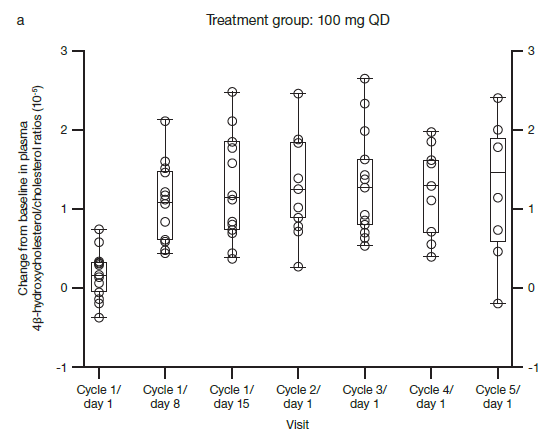 a
Treatment group: 100 mg QD
Change from baseline in plasma
4β-hydroxycholesterol/cholesterol ratios (10⁻⁵)
3
2
1
0
-1
3
2
1
0
-1
Cycle 1/
day 1
Cycle 1/
day 8
Cycle 1/
day 15
Cycle 2/
day 1
Cycle 3/
day 1
Cycle 4/
day 1
Cycle 5/
day 1
Visit